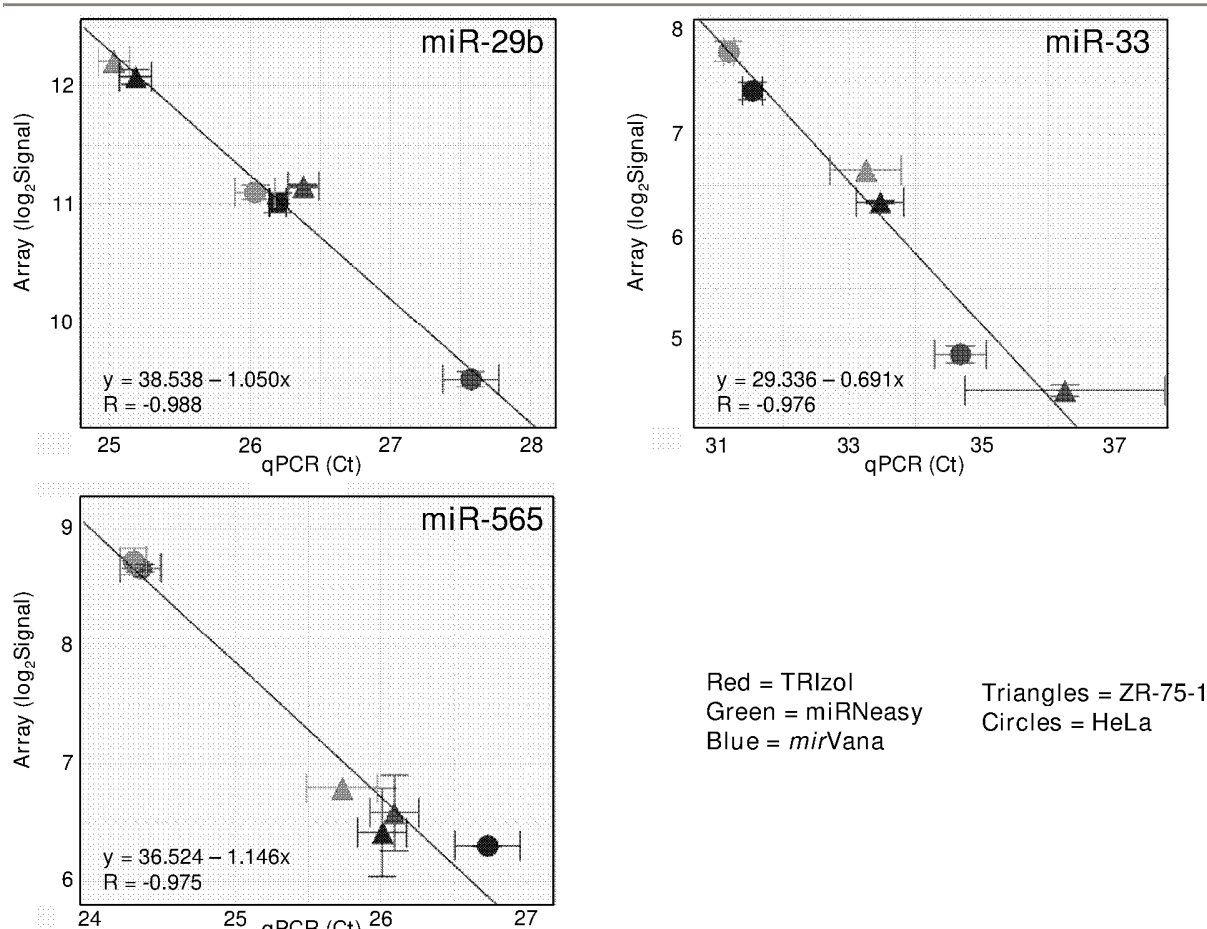 miR-29b
Array (log₂Signal)
12
11
10
y = 38.538 – 1.050x
R = -0.988
25 26 27 28
qPCR (Ct)
miR-33
Array (log₂Signal)
8
7
6
5
y = 29.336 – 0.691x
R = -0.976
31 33 35 37
qPCR (Ct)
miR-565
Array (log₂Signal)
9
8
7
6
y = 36.524 – 1.146x
R = -0.975
24 25 26 27
qPCR (Ct)
Red = TRIzol
Green = miRNeasy
Blue = mirVana
Triangles = ZR-75-1
Circles = HeLa